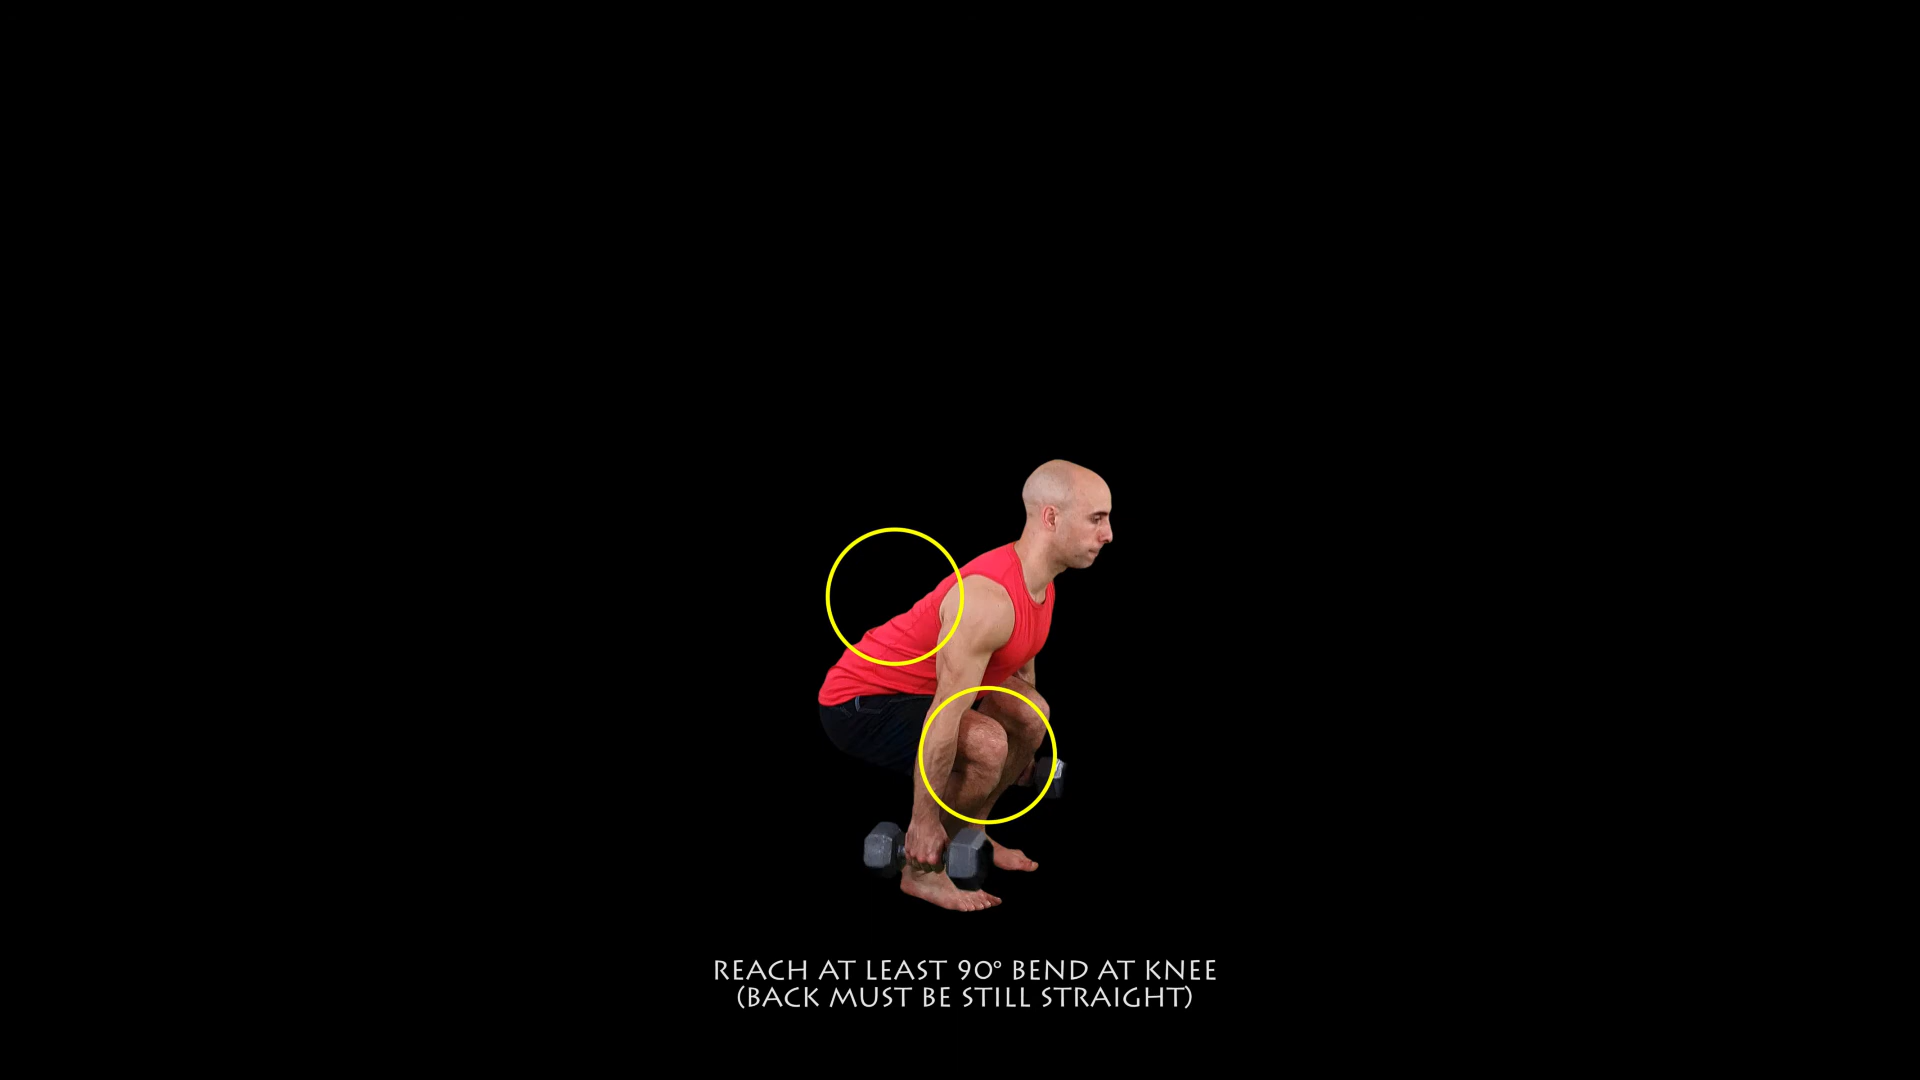 REACH AT LEAST 90° BEND AT KNEE
(BACK MUST BE STILL STRAIGHT)